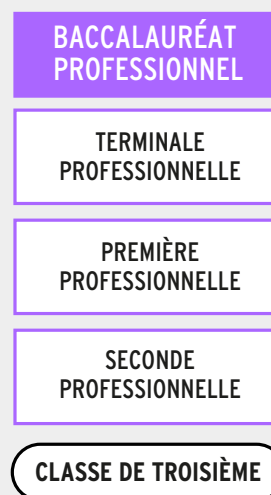 BACCALAURÉAT
PROFESSIONNEL
TERMINALE
PROFESSIONNELLE
PREMIÈRE
PROFESSIONNELLE
SECONDE
PROFESSIONNELLE
CLASSE DE TROISIÈME